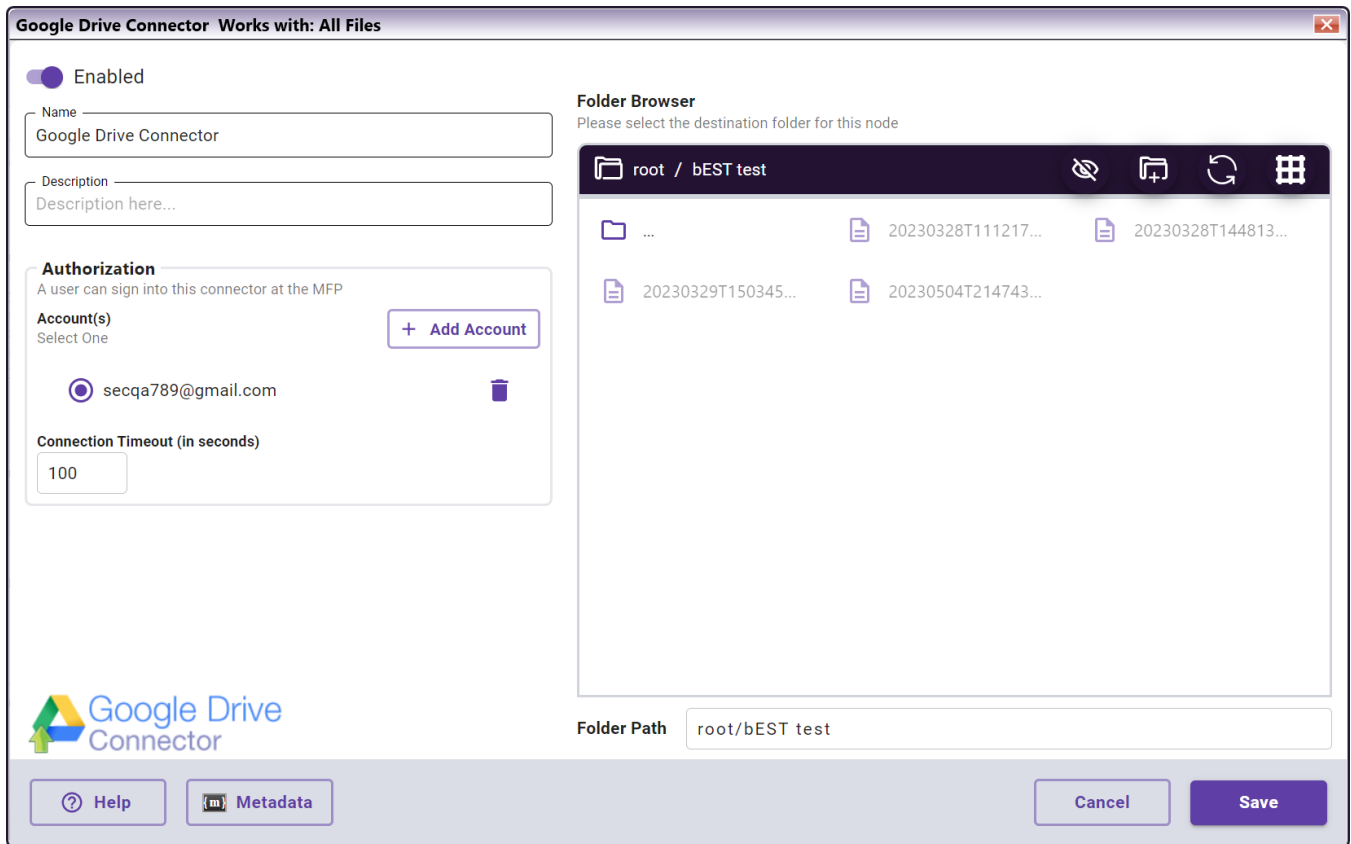 Google Drive Connector Works with: All Files
Enabled
Name
Google Drive Connector
Description
Description here...
Authorization
A user can sign into this connector at the MFP
Account(s)
Select One
+ Add Account
secqa789@gmail.com
Connection Timeout (in seconds)
100
Google Drive
Connector
Folder Browser
Please select the destination folder for this node
root / bEST test
...
20230328T111217...
20230328T144813...
20230329T150345...
20230504T214743...
Folder Path
root/bEST test
? Help
{m} Metadata
Cancel
Save